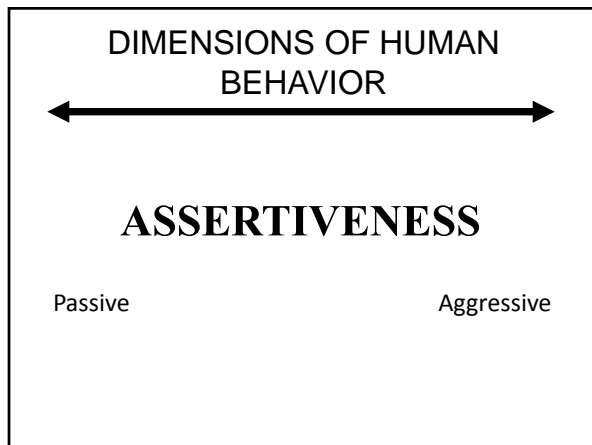 DIMENSIONS OF HUMAN
BEHAVIOR
ASSERTIVENESS
Passive Aggressive